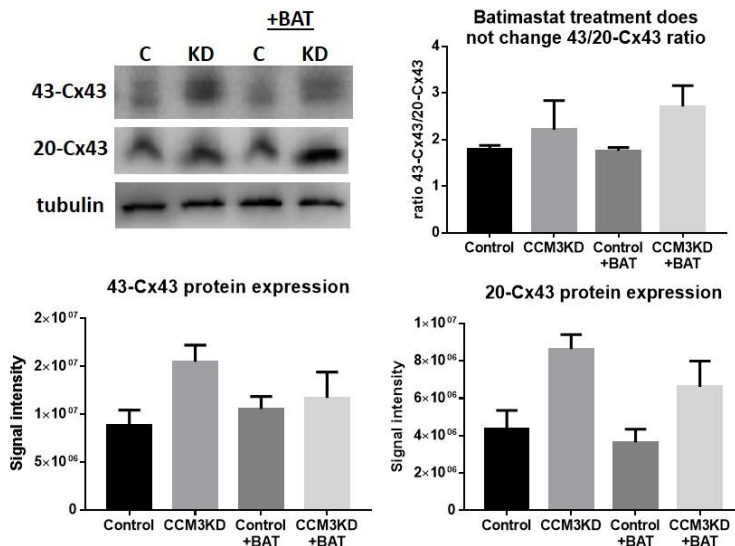 +BAT
C KD C KD
43-Cx43
20-Cx43
tubulin
Batimastat treatment does
not change 43/20-Cx43 ratio
ratio 43-Cx43/20-Cx43
4
3
2
1
0
Control CCM3KD Control CCM3KD
+BAT +BAT
43-Cx43 protein expression
Signal intensity
2×10⁰⁷
2×10⁰⁷
1×10⁰⁷
5×10⁰⁶
0
Control CCM3KD Control CCM3KD
+BAT +BAT
20-Cx43 protein expression
Signal intensity
1×10⁰⁷
8×10⁰⁶
6×10⁰⁶
4×10⁰⁶
2×10⁰⁶
0
Control CCM3KD Control CCM3KD
+BAT +BAT